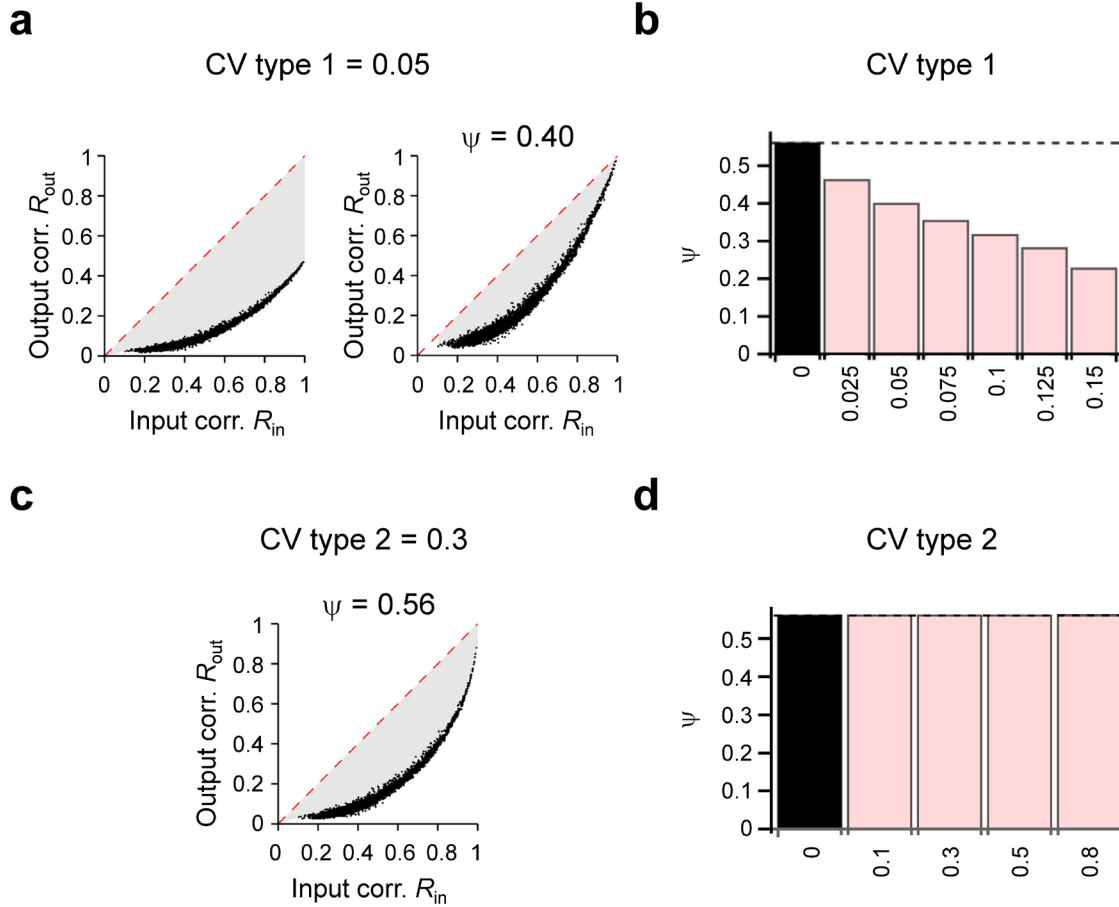 a
CV type 1 = 0.05
1
0.8
0.6
0.4
0.2
0
Output corr. Rout
0 0.2 0.4 0.6 0.8 1
Input corr. Rin
ψ = 0.40
1
0.8
0.6
0.4
0.2
0
Output corr. Rout
0 0.2 0.4 0.6 0.8 1
Input corr. Rin
b
CV type 1
0.5
0.4
0.3
0.2
0.1
0
ψ
0 0.025 0.05 0.075 0.1 0.125 0.15
c
CV type 2 = 0.3
ψ = 0.56
1
0.8
0.6
0.4
0.2
0
Output corr. Rout
0 0.2 0.4 0.6 0.8 1
Input corr. Rin
d
CV type 2
0.5
0.4
0.3
0.2
0.1
0
ψ
0 0.1 0.3 0.5 0.8